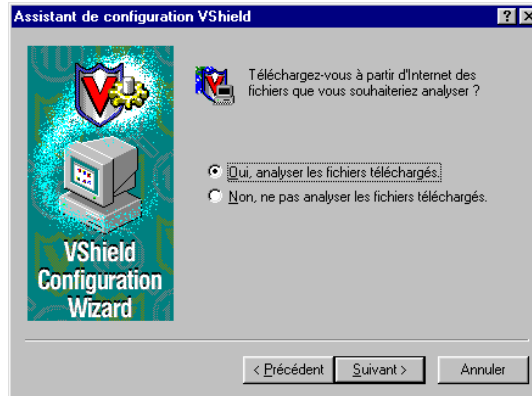 Assistant de configuration VShield
Téléchargez-vous à partir d'Internet des
fichiers que vous souhaiteriez analyser ?
Oui, analyser les fichiers téléchargés.
Non, ne pas analyser les fichiers téléchargés.
VShield
Configuration
Wizard
< Précédent
Suivant >
Annuler